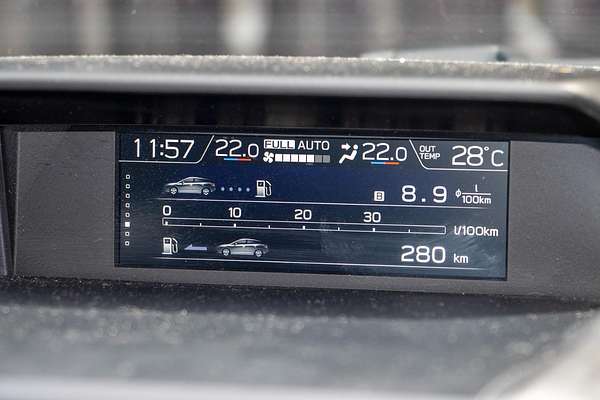 11:57 22.0 FULL AUTO 22.0 OUT TEMP 28°C
B 8.9 ϕ l/100km
0 10 20 30 l/100km
280 km